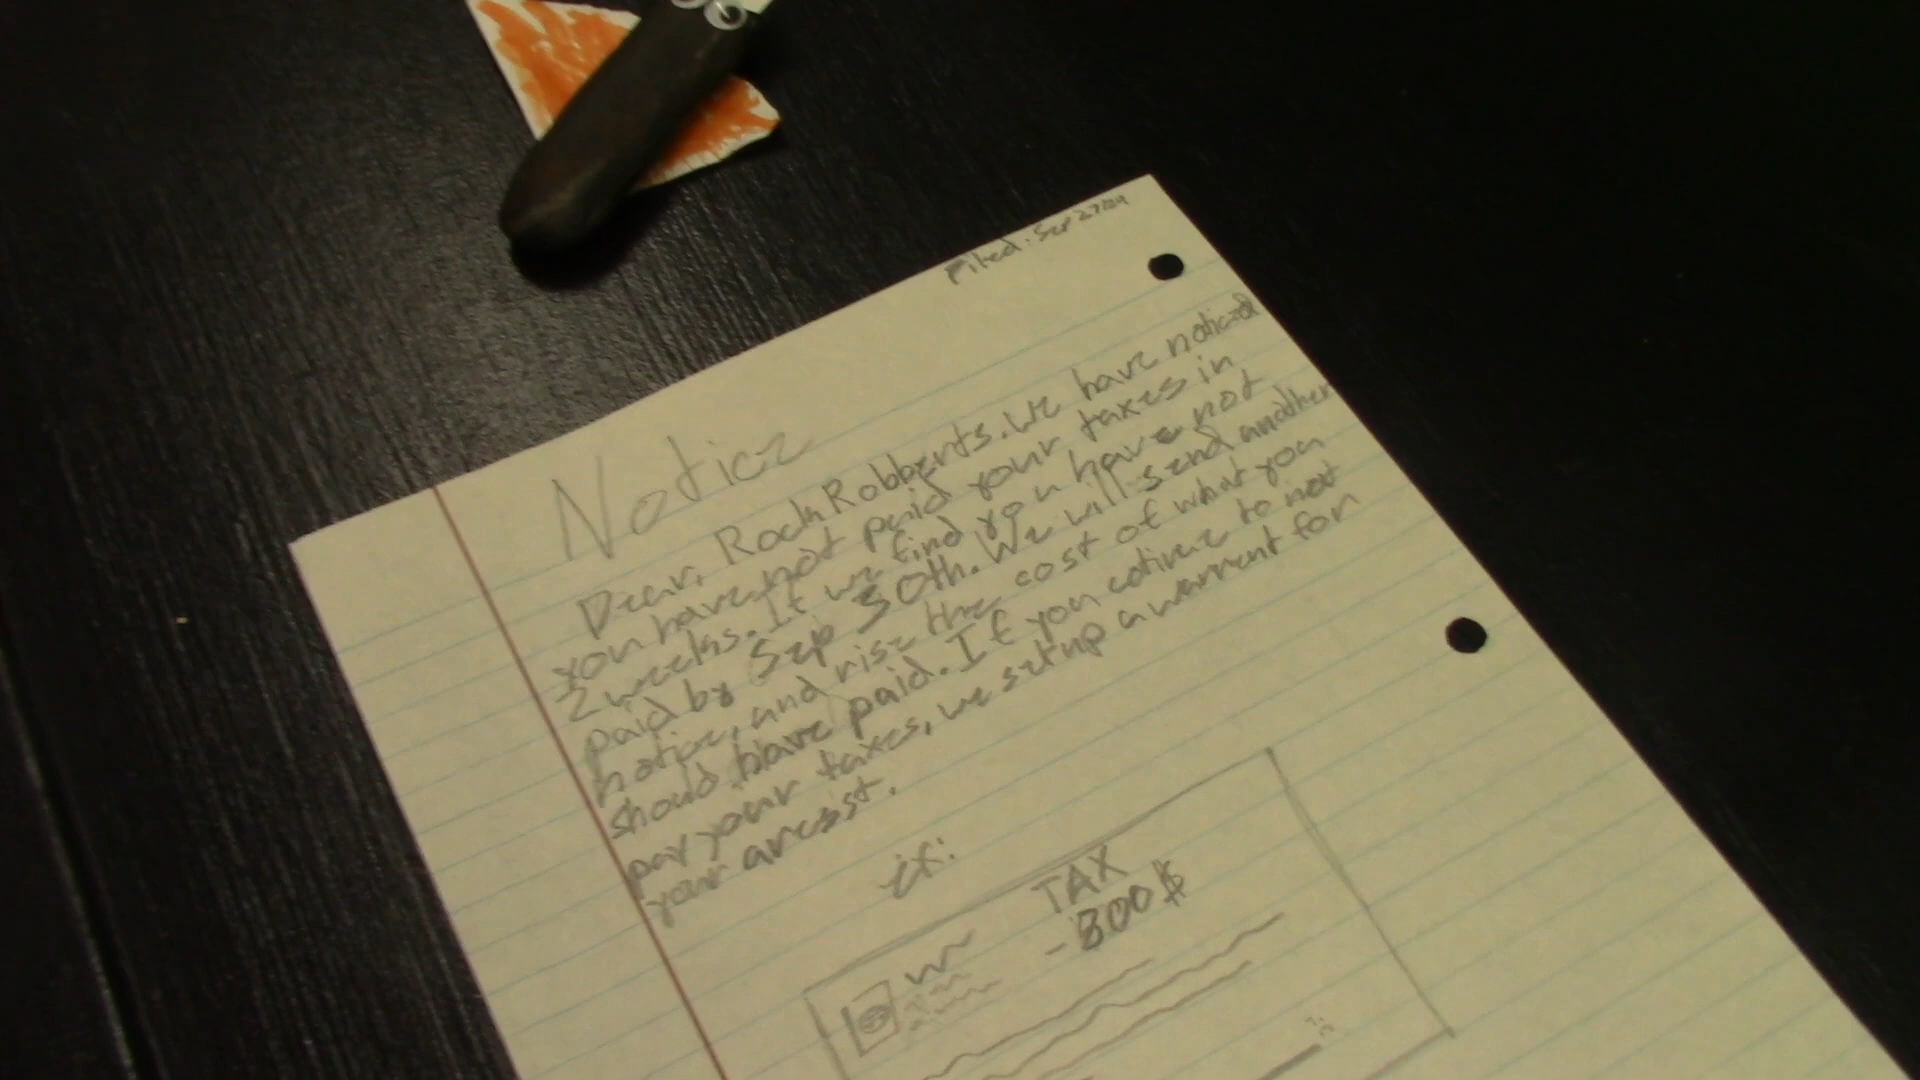 Filed. Sep 27
Notice
Dear, Rock Robberts. We have noticed
you have not paid your taxes in
2 weeks. If we find you have not
paid by Sep 30th. We will send another
notice, and rise the cost of what you
should have paid. If you cotinue to not
pay your taxes, we setup a warrent for
your aresst.
ex:
TAX
-800$